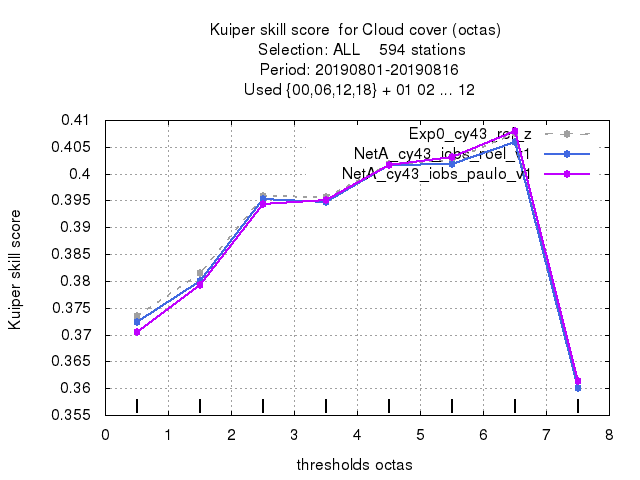 Kuiper skill score  for Cloud cover (octas)
Selection: ALL    594 stations
Period: 20190801-20190816
Used {00,06,12,18} + 01 02 ... 12
0.41
0.405
0.4
0.395
0.39
0.385
0.38
0.375
0.37
0.365
0.36
0.355
Kuiper skill score
Exp0_cy43_ref_z
NetA_cy43_iobs_roel_v1
NetA_cy43_iobs_paulo_v1
0 1 2 3 4 5 6 7 8
thresholds octas